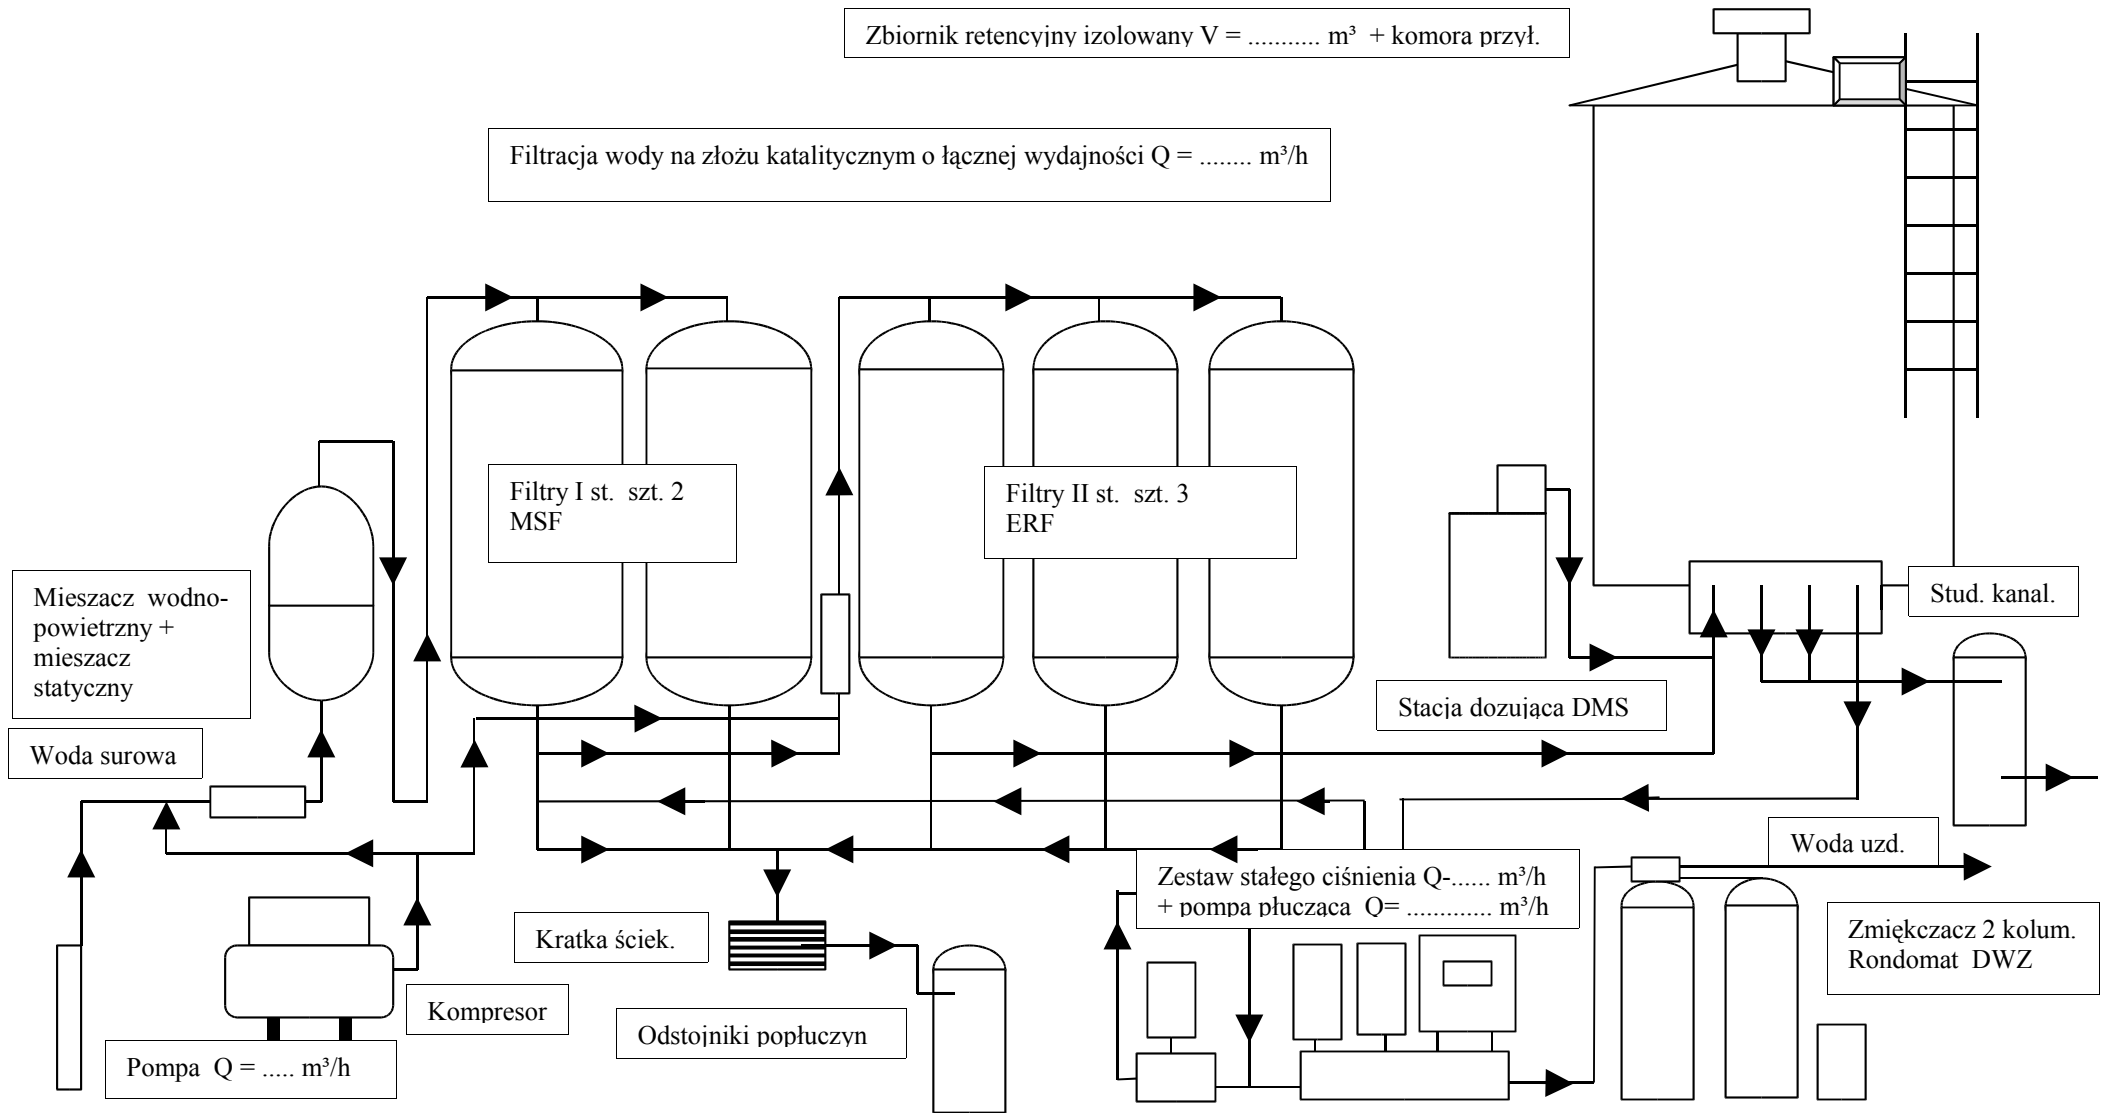 Zbiornik retencyjny izolowany V = ........... m³ + komora przył.
Filtracja wody na złożu katalitycznym o łącznej wydajności Q = ........ m³/h
Filtry I st. szt. 2
MSF
Filtry II st. szt. 3
ERF
Mieszacz wodno-
powietrzny +
mieszacz
statyczny
Stud. kanal.
Stacja dozująca DMS
Woda surowa
Woda uzd.
Zestaw stałego ciśnienia Q-...... m³/h
+ pompa płucząca Q= ............. m³/h
Kratka ściek.
Zmiękczacz 2 kolum.
Rondomat DWZ
Kompresor
Odstojniki popłuczyn
Pompa Q = ..... m³/h